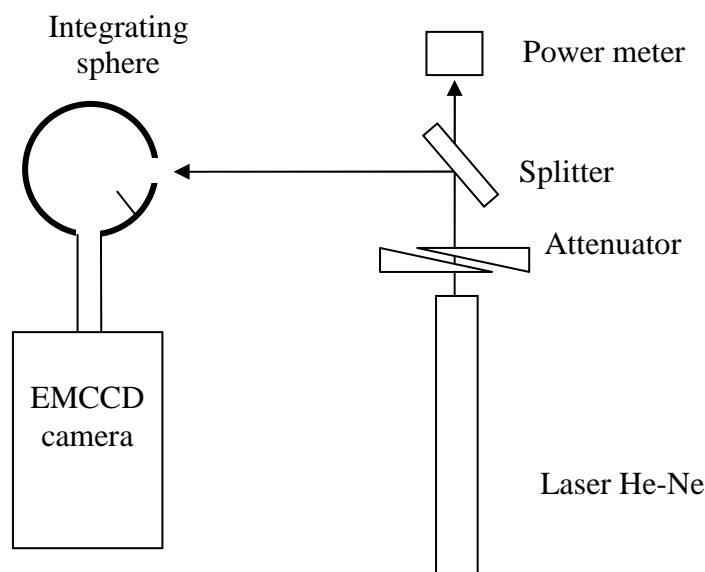 Integrating
sphere
Power meter
Splitter
Attenuator
EMCCD
camera
Laser He-Ne